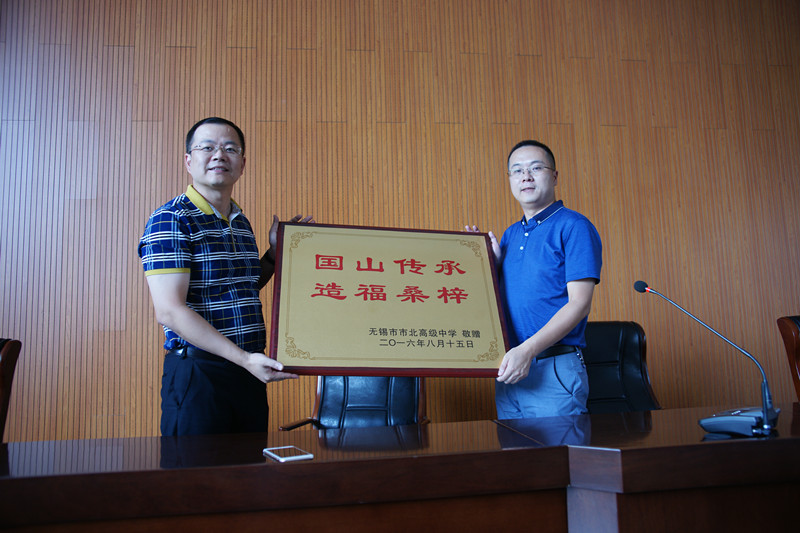 国山传承
造福桑梓
无锡市市北高级中学 敬赠
二〇一六年八月十五日